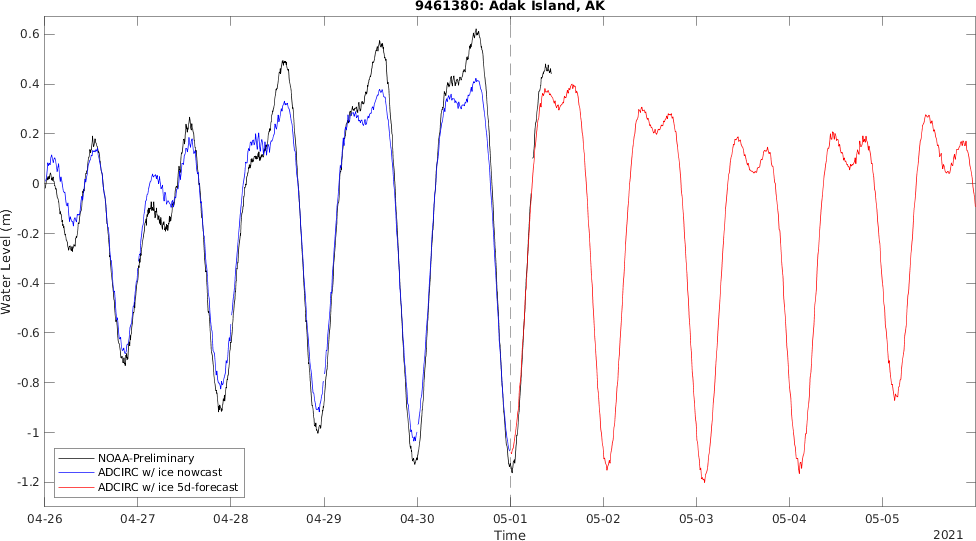 9461380: Adak Island, AK
0.6
0.4
0.2
0
-0.2
-0.4
-0.6
-0.8
-1
-1.2
Water Level (m)
NOAA-Preliminary
ADCIRC w/ ice nowcast
ADCIRC w/ ice 5d-forecast
04-26 04-27 04-28 04-29 04-30 05-01 05-02 05-03 05-04 05-05
Time
2021